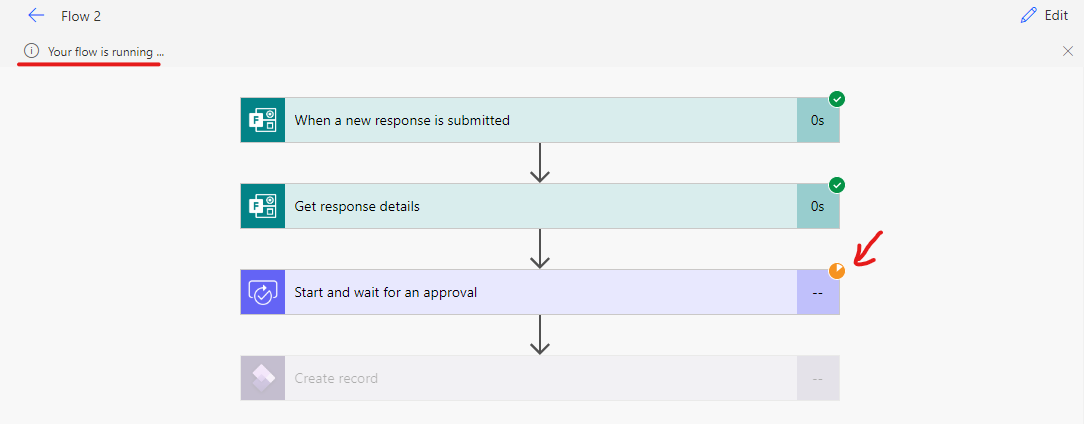 Flow 2
Edit
Your flow is running ...
When a new response is submitted
0s
Get response details
0s
Start and wait for an approval
--
Create record
--